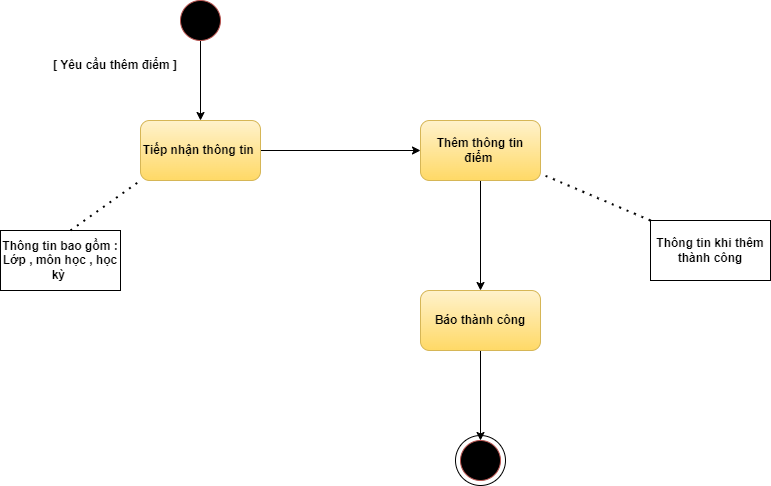 [ Yêu cầu thêm điểm ]
Tiếp nhận thông tin
Thêm thông tin
điểm
Thông tin bao gồm :
Lớp , môn học , học
kỳ
Thông tin khi thêm
thành công
Báo thành công